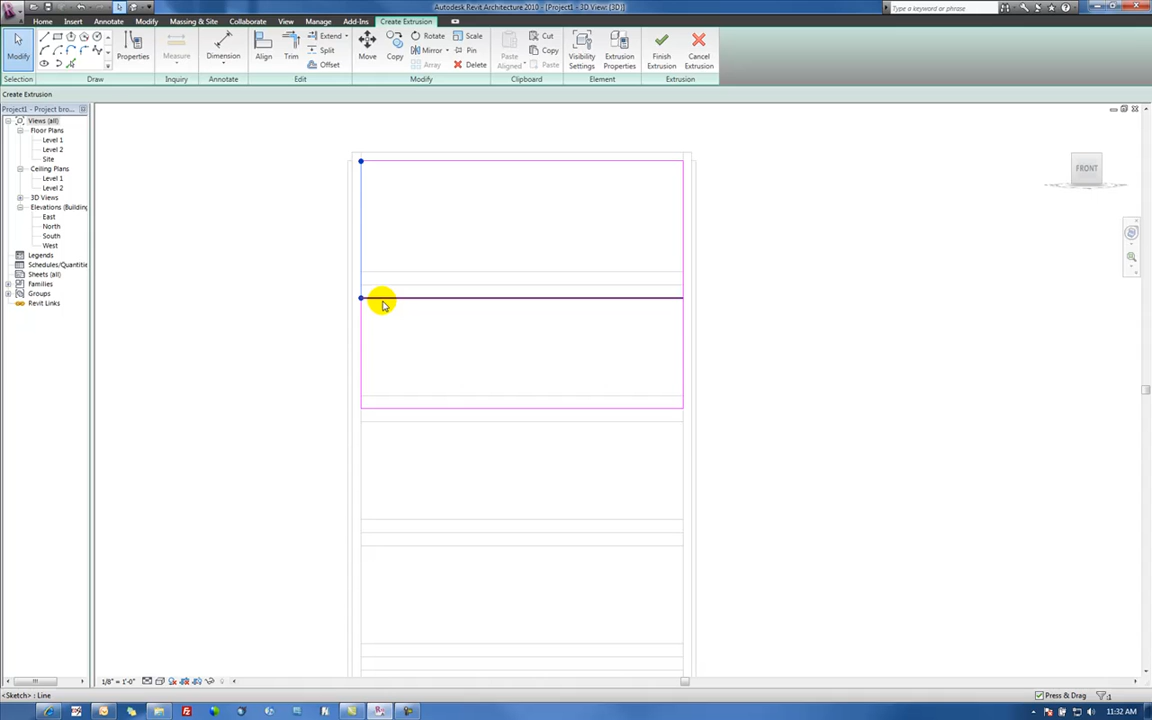 Autodesk Revit Architecture 2010 - [Project1 - 3D View: {3D}]
Type a keyword or phrase
Home Insert Annotate Modify Massing & Site Collaborate View Manage Add-Ins Create Extrusion
Modify Properties Measure Dimension Align Trim Extend Split Offset Move Copy Rotate Mirror Array Scale Pin Delete Paste Aligned Cut Copy Paste Visibility Settings Extrusion Properties Finish Extrusion Cancel Extrusion
Selection Draw Inquiry Annotate Edit Modify Clipboard Element Extrusion
Create Extrusion
Project1 - Project bro...
Views (all)
Floor Plans
Level 1
Level 2
Site
Ceiling Plans
Level 1
Level 2
3D Views
Elevations (Building
East
North
South
West
Legends
Schedules/Quantitie
Sheets (all)
Families
Groups
Revit Links
FRONT
1/8" = 1'-0"
<Sketch> : Line
Press & Drag
:1
11:32 AM